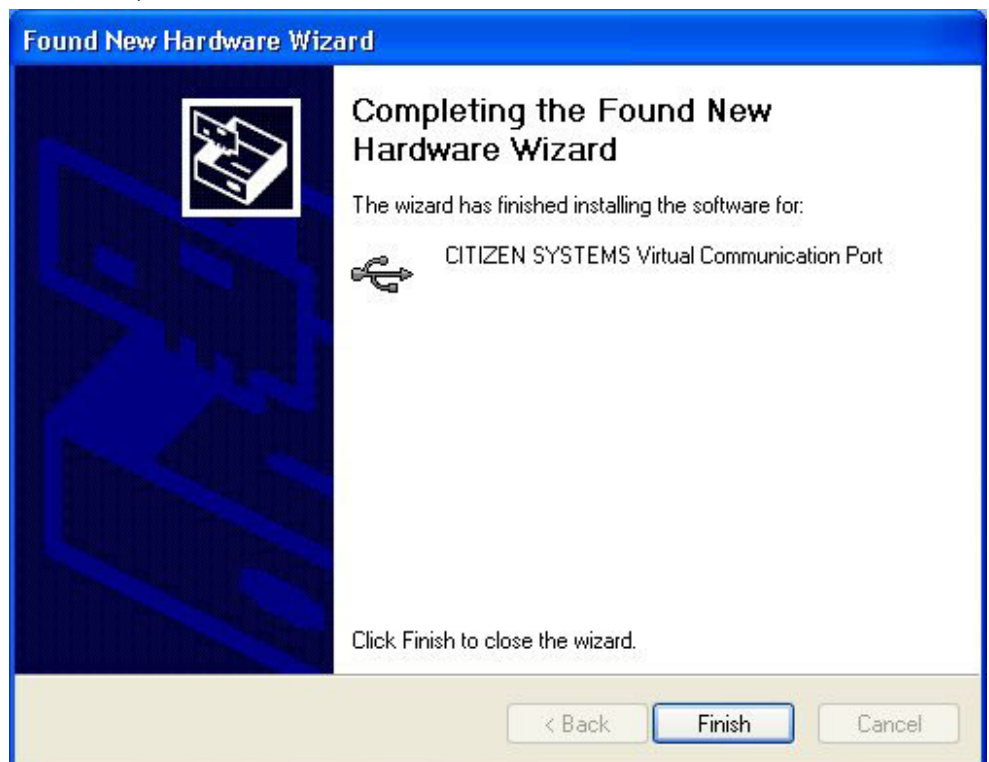 Found New Hardware Wizard
Completing the Found New
Hardware Wizard
The wizard has finished installing the software for:
CITIZEN SYSTEMS Virtual Communication Port
Click Finish to close the wizard.
< Back
Finish
Cancel